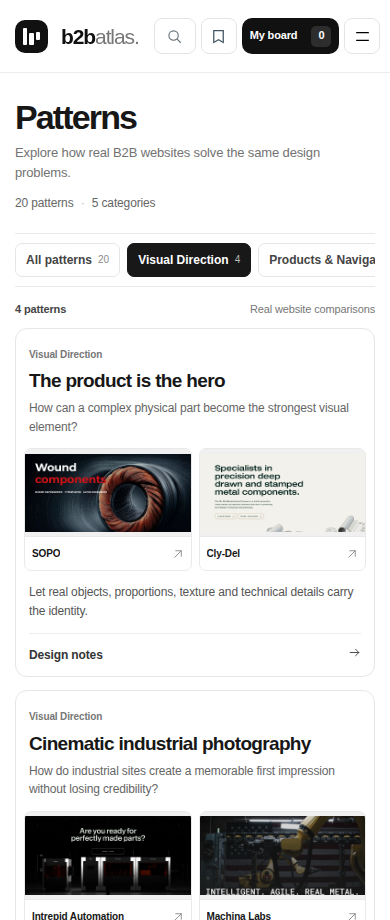 b2batlas.
My board 0
Patterns
Explore how real B2B websites solve the same design
problems.
20 patterns · 5 categories
All patterns 20
Visual Direction 4
Products & Naviga
4 patterns
Real website comparisons
Visual Direction
The product is the hero
How can a complex physical part become the strongest visual
element?
Wound
components
Specialists in
precision deep
drawn and stamped
metal components.
SOPO
Cly-Del
Let real objects, proportions, texture and technical details carry
the identity.
Design notes
Visual Direction
Cinematic industrial photography
How do industrial sites create a memorable first impression
without losing credibility?
Are you ready for
perfectly made parts?
INTELLIGENT. AGILE. REAL METAL.
Intrepid Automation
Machina Labs